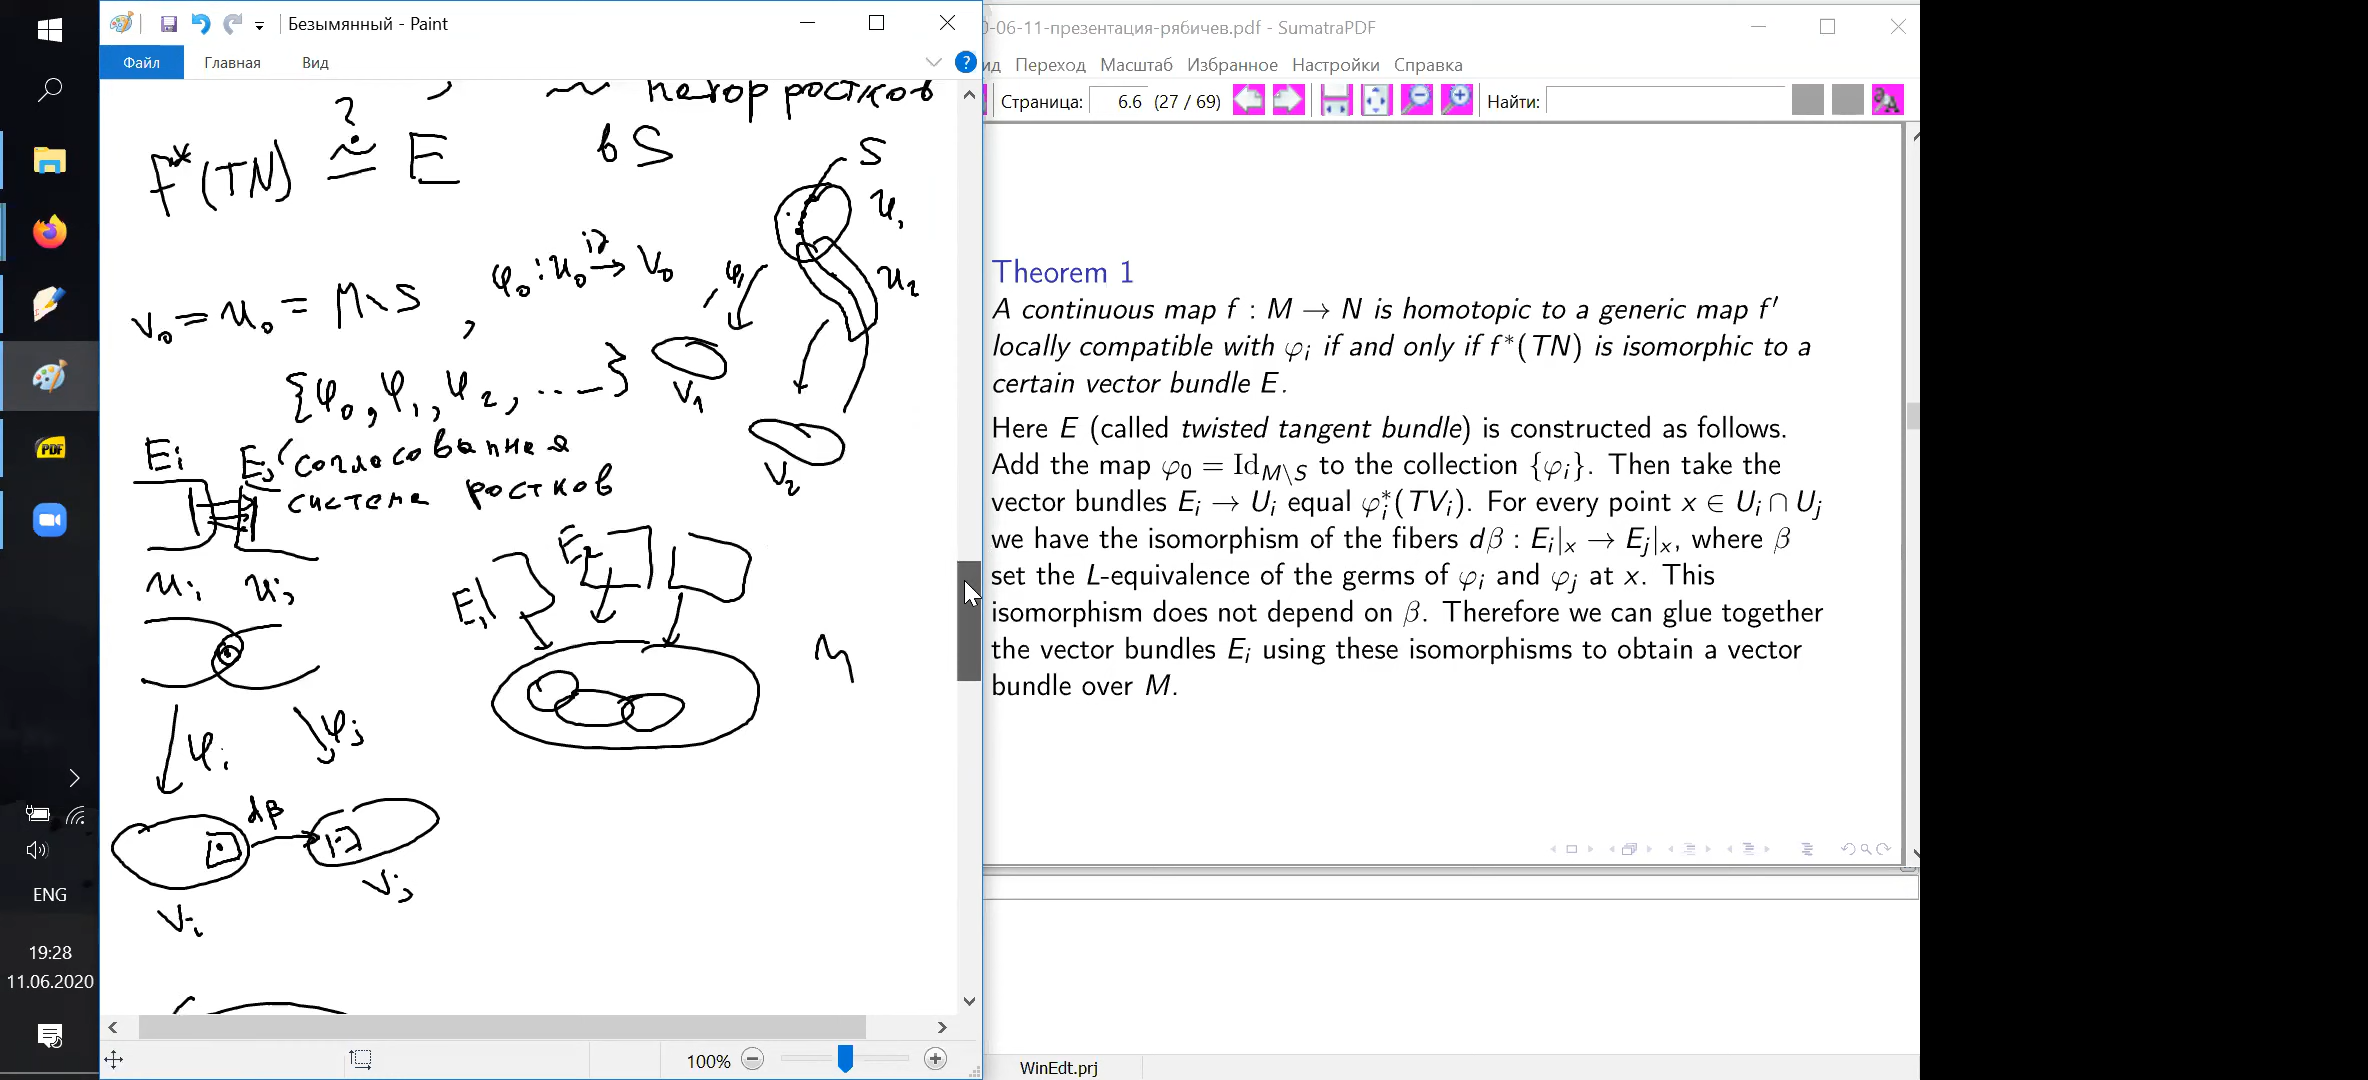 Безымянный - Paint
Файл Главная Вид
набор ростков
в S
?
F*(TN) ≅ E
S
U₁
U₂
V₀ = U₀ = M\S , φ₀ : U₀ id→ V₀
φ₁
{φ₀, φ₁, φ₂, ...}
V₁
V₂
согласованная
система ростков
Ei Ej
Ui Uj
E₁ E₂
M
φi φj
dβ
Vi Vj
100%
ENG
19:28
11.06.2020
0-06-11-презентация-рябичев.pdf - SumatraPDF
ид Переход Масштаб Избранное Настройки Справка
Страница: 6.6 (27 / 69) Найти:
Theorem 1
A continuous map f : M → N is homotopic to a generic map f′
locally compatible with φᵢ if and only if f*(TN) is isomorphic to a
certain vector bundle E.
Here E (called twisted tangent bundle) is constructed as follows.
Add the map φ₀ = Id_{M\S} to the collection {φᵢ}. Then take the
vector bundles Eᵢ → Uᵢ equal φᵢ*(TVᵢ). For every point x ∈ Uᵢ ∩ Uⱼ
we have the isomorphism of the fibers dβ : Eᵢ|ₓ → Eⱼ|ₓ, where β
set the L-equivalence of the germs of φᵢ and φⱼ at x. This
isomorphism does not depend on β. Therefore we can glue together
the vector bundles Eᵢ using these isomorphisms to obtain a vector
bundle over M.
WinEdt.prj